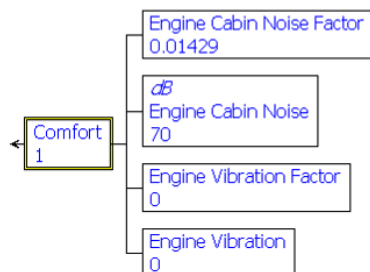 Engine Cabin Noise Factor
0.01429
dB
Engine Cabin Noise
70
Comfort
1
Engine Vibration Factor
0
Engine Vibration
0